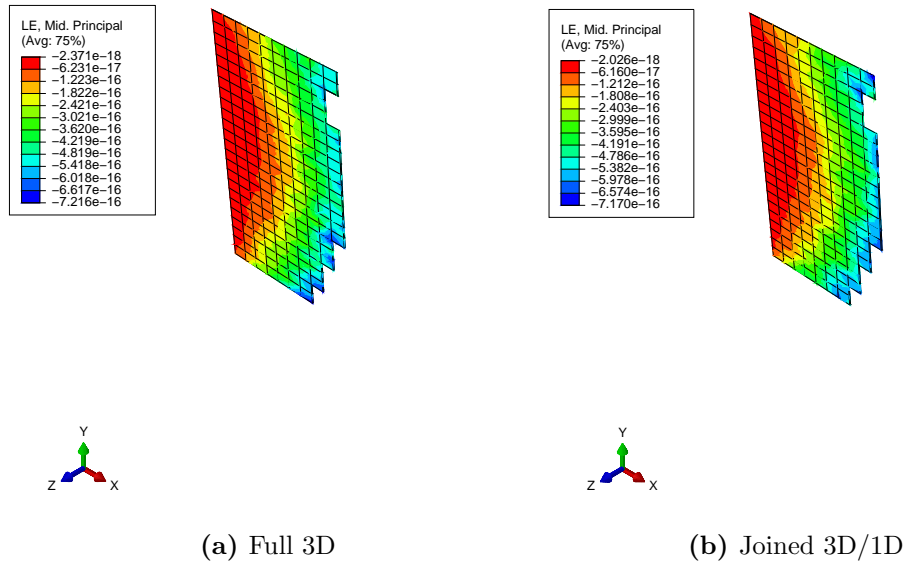 LE, Mid. Principal
(Avg: 75%)
−2.371e−18
−6.231e−17
−1.223e−16
−1.822e−16
−2.421e−16
−3.021e−16
−3.620e−16
−4.219e−16
−4.819e−16
−5.418e−16
−6.018e−16
−6.617e−16
−7.216e−16
Y
Z
X
(a) Full 3D
LE, Mid. Principal
(Avg: 75%)
−2.026e−18
−6.160e−17
−1.212e−16
−1.808e−16
−2.403e−16
−2.999e−16
−3.595e−16
−4.191e−16
−4.786e−16
−5.382e−16
−5.978e−16
−6.574e−16
−7.170e−16
Y
Z
X
(b) Joined 3D/1D